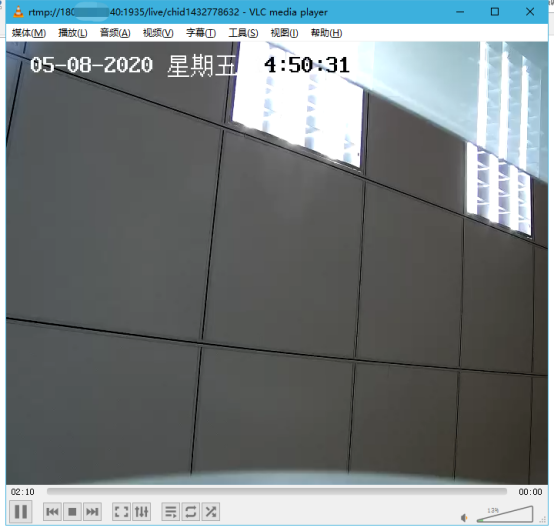 rtmp://180 40:1935/live/chid1432778632 - VLC media player
媒体(M) 播放(L) 音频(A) 视频(V) 字幕(T) 工具(S) 视图(I) 帮助(H)
05-08-2020 星期五 4:50:31
02:10 00:00
13%